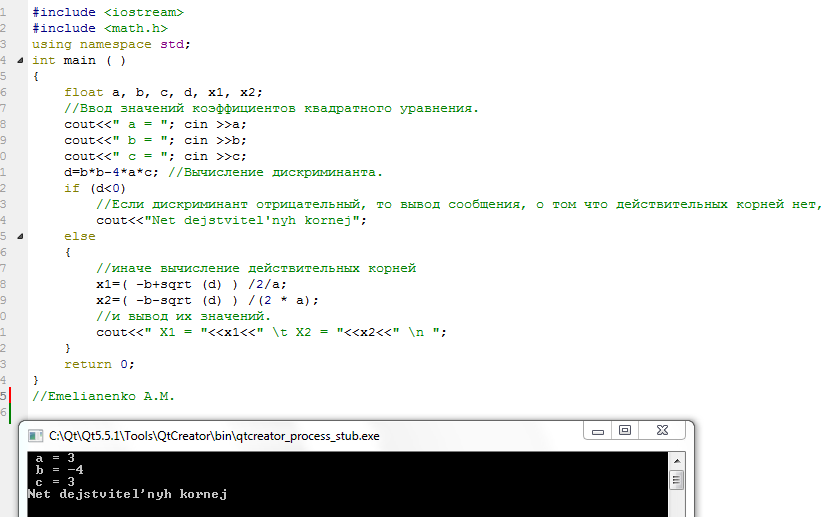 1 #include <iostream>
2 #include <math.h>
3 using namespace std;
4 int main ( )
5 {
6 float a, b, c, d, x1, x2;
7 //Ввод значений коэффициентов квадратного уравнения.
8 cout<<" a = "; cin >>a;
9 cout<<" b = "; cin >>b;
0 cout<<" c = "; cin >>c;
1 d=b*b-4*a*c; //Вычисление дискриминанта.
2 if (d<0)
3 //Если дискриминант отрицательный, то вывод сообщения, о том что действительных корней нет,
4 cout<<"Net dejstvitel'nyh kornej";
5 else
6 {
7 //иначе вычисление действительных корней
8 x1=( -b+sqrt (d) ) /2/a;
9 x2=( -b-sqrt (d) ) /(2 * a);
0 //и вывод их значений.
1 cout<<" X1 = "<<x1<<" \t X2 = "<<x2<<" \n ";
2 }
3 return 0;
4 }
5 //Emelianenko A.M.
6
C:\Qt\Qt5.5.1\Tools\QtCreator\bin\qtcreator_process_stub.exe
a = 3
b = -4
c = 3
Net dejstvitel'nyh kornej